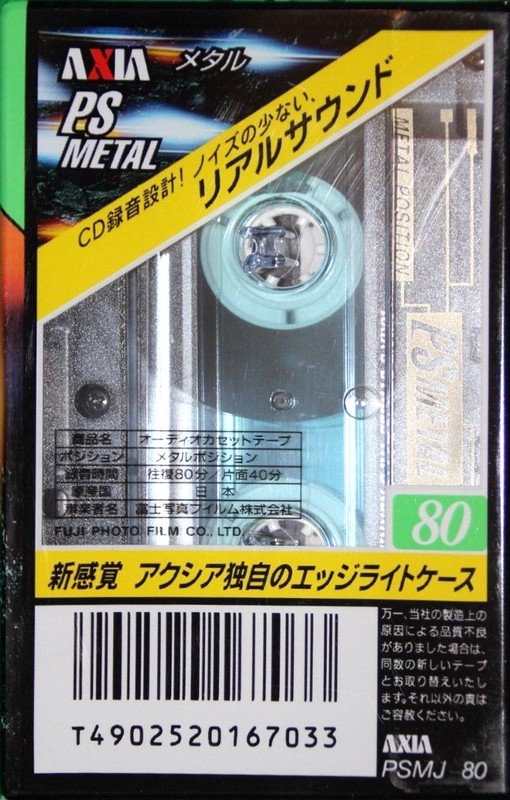 AXIA メタル
PS
METAL
CD録音設計！ノイズの少ない、
リアルサウンド
METAL POSITION
PS METAL
商品名 オーディオカセットテープ
ポジション メタルポジション
録音時間 往復80分／片面40分
原産国 日本
事業者名 富士写真フイルム株式会社
FUJI PHOTO FILM CO., LTD.
80
新感覚 アクシア独自のエッジライトケース
万一、当社の製造上の
原因による品質不良
がありました場合は、
同数の新しいテープ
とお取り替えいたし
ます。それ以外の責は
ご容赦ください。
T4902520167033
AXIA
PSMJ 80